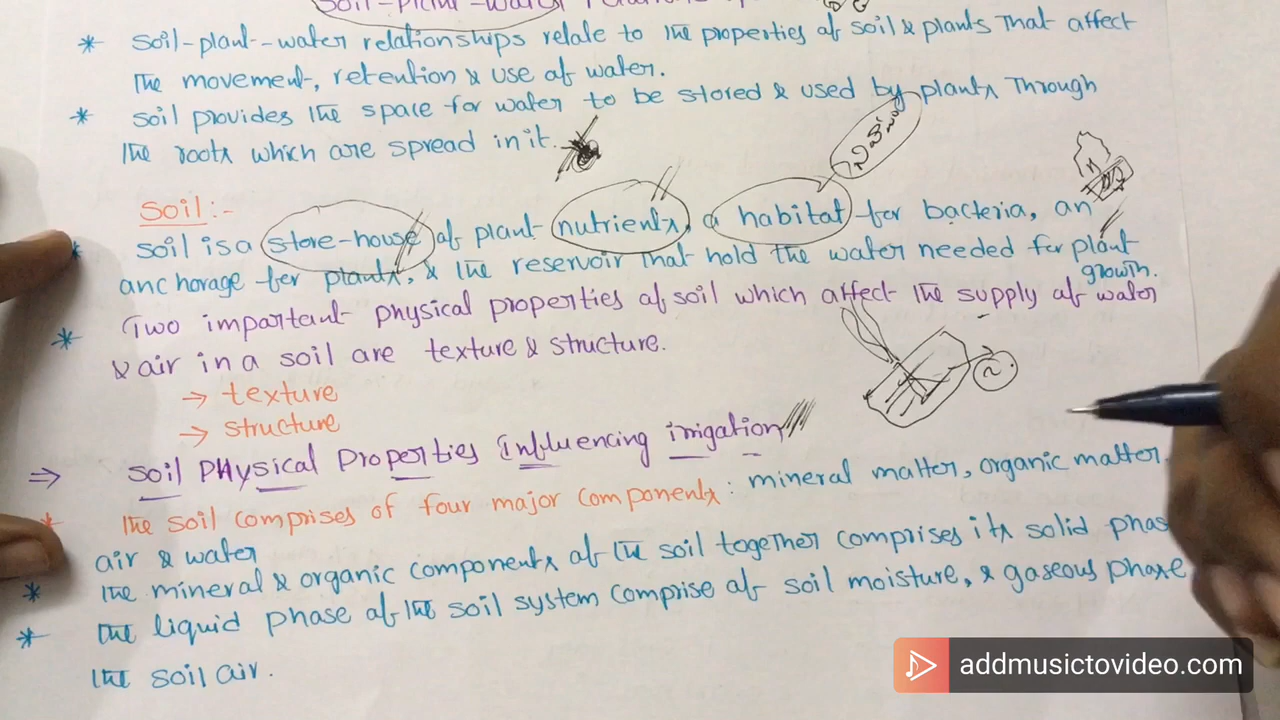 Soil-plant-water
* soil-plant-water relationships relate to the properties of soil & plants that affect
the movement, retention & use of water.
* soil provides the space for water to be stored & used by plants through
the roots which are spread in it.
Soil:-
* soil is a store-house of plant nutrients, a habitat for bacteria, an
anchorage for plants, & the reservoir that hold the water needed for plant
growth.
* Two important physical properties of soil which affect the supply of water
& air in a soil are texture & structure.
→ texture
→ structure
⇒ soil Physical Properties influencing irrigation
* the soil comprises of four major components: mineral matter, organic matter.
air & water
* the mineral & organic components of the soil together comprises its solid phas
* the liquid phase of the soil system comprise of soil moisture, & gaseous phase
the soil air.
addmusictovideo.com